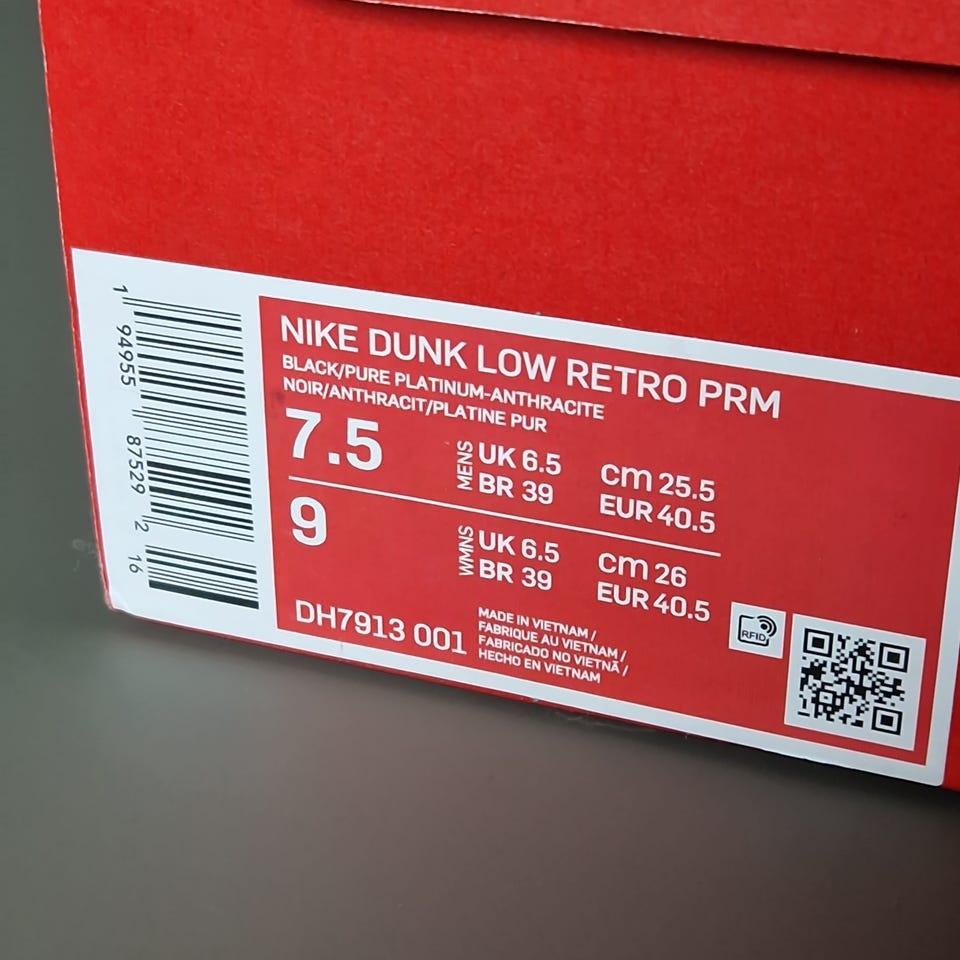 1 94955 87529 2 16
NIKE DUNK LOW RETRO PRM
BLACK/PURE PLATINUM-ANTHRACITE
NOIR/ANTHRACIT/PLATINE PUR
7.5
MENS
UK 6.5
BR 39
cm 25.5
EUR 40.5
9
WMNS
UK 6.5
BR 39
cm 26
EUR 40.5
DH7913 001
MADE IN VIETNAM /
FABRIQUE AU VIETNAM /
FABRICADO NO VIETNÃ /
HECHO EN VIETNAM
RFID